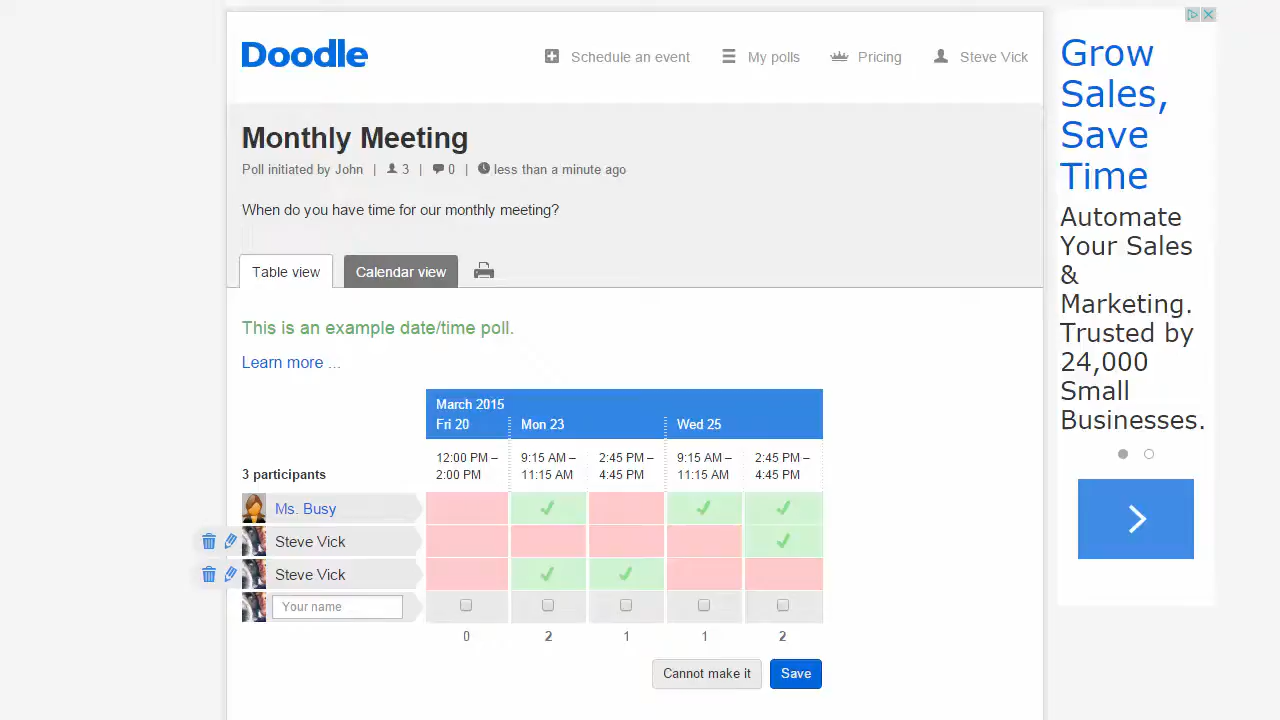 Doodle
Schedule an event
My polls
Pricing
Steve Vick
Monthly Meeting
Poll initiated by John | 3 | 0 | less than a minute ago
When do you have time for our monthly meeting?
Table view
Calendar view
This is an example date/time poll.
Learn more ...
March 2015
Fri 20
Mon 23
Wed 25
3 participants
12:00 PM –
2:00 PM
9:15 AM –
11:15 AM
2:45 PM –
4:45 PM
9:15 AM –
11:15 AM
2:45 PM –
4:45 PM
Ms. Busy
Steve Vick
Steve Vick
Your name
0 2 1 1 2
Cannot make it
Save
Grow
Sales,
Save
Time
Automate
Your Sales
&
Marketing.
Trusted by
24,000
Small
Businesses.